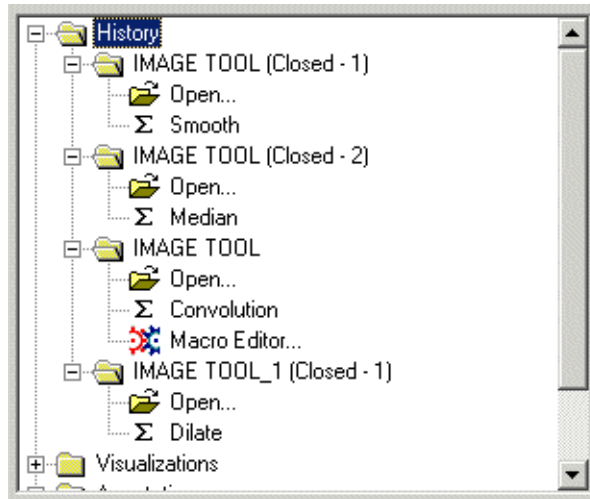 History
IMAGE TOOL (Closed - 1)
Open...
Σ Smooth
IMAGE TOOL (Closed - 2)
Open...
Σ Median
IMAGE TOOL
Open...
Σ Convolution
Macro Editor...
IMAGE TOOL_1 (Closed - 1)
Open...
Σ Dilate
Visualizations